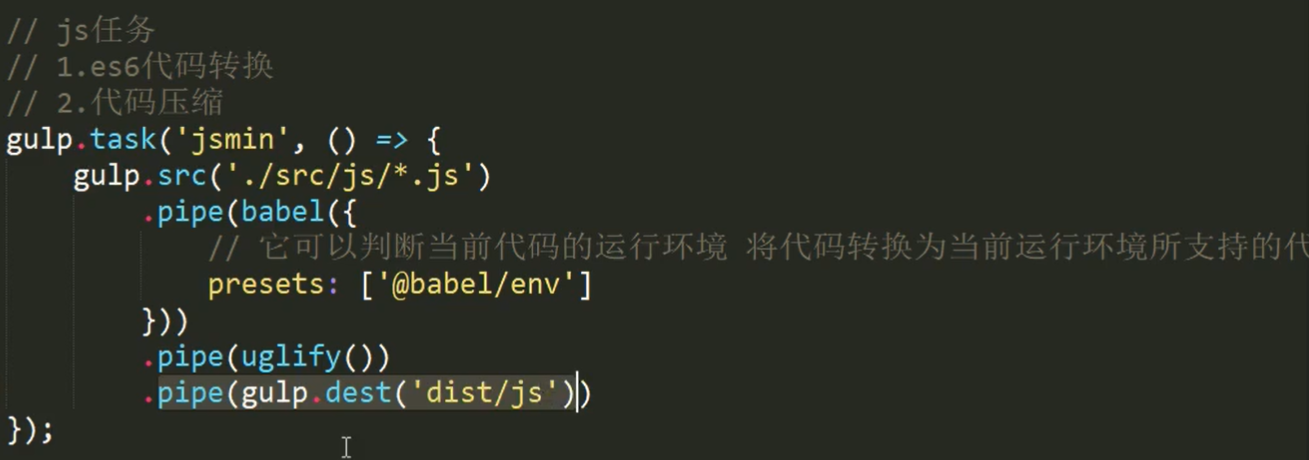 // js任务
// 1.es6代码转换
// 2.代码压缩
gulp.task('jsmin', () => {
    gulp.src('./src/js/*.js')
        .pipe(babel({
            // 它可以判断当前代码的运行环境 将代码转换为当前运行环境所支持的代
            presets: ['@babel/env']
        }))
        .pipe(uglify())
        .pipe(gulp.dest('dist/js'))
});